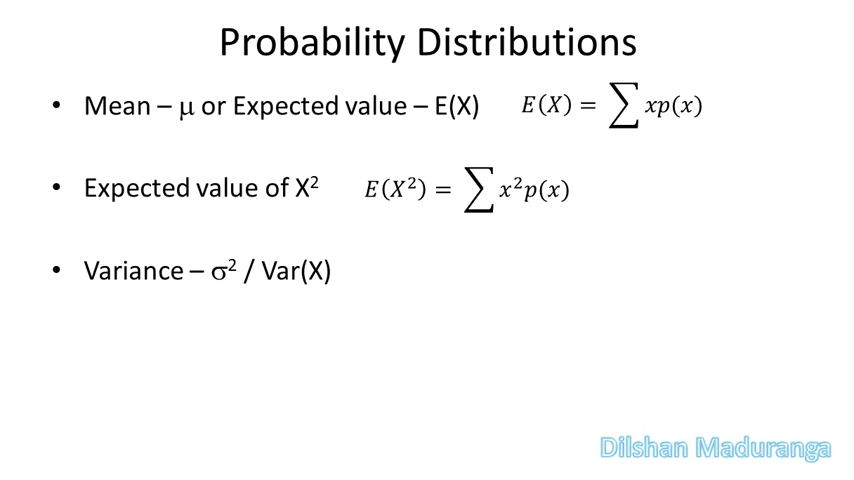 Probability Distributions
• Mean – μ or Expected value – E(X) 𝐸(𝑋) = ∑ 𝑥𝑝(𝑥)
• Expected value of X² 𝐸(𝑋²) = ∑ 𝑥²𝑝(𝑥)
• Variance – σ² / Var(X)
Dilshan Maduranga